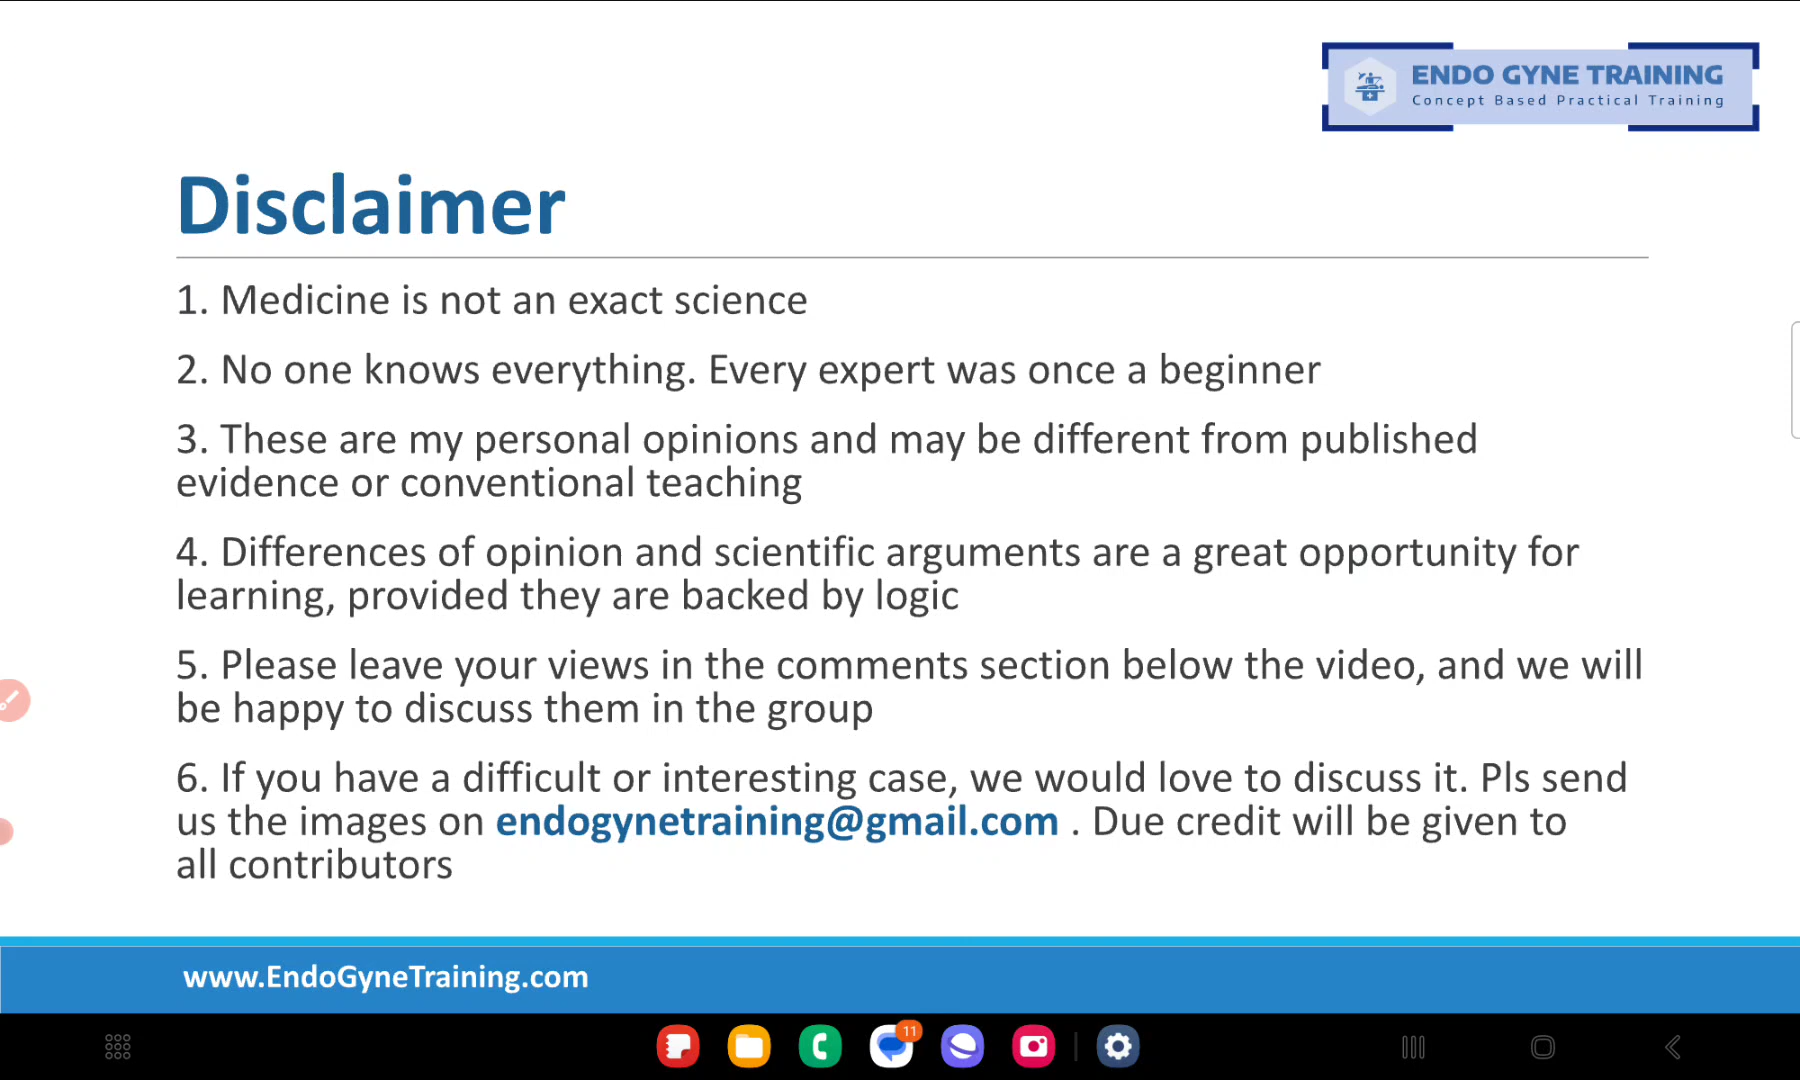 ENDO GYNE TRAINING
Concept Based Practical Training
Disclaimer
1. Medicine is not an exact science
2. No one knows everything. Every expert was once a beginner
3. These are my personal opinions and may be different from published
evidence or conventional teaching
4. Differences of opinion and scientific arguments are a great opportunity for
learning, provided they are backed by logic
5. Please leave your views in the comments section below the video, and we will
be happy to discuss them in the group
6. If you have a difficult or interesting case, we would love to discuss it. Pls send
us the images on endogynetraining@gmail.com . Due credit will be given to
all contributors
www.EndoGyneTraining.com
11